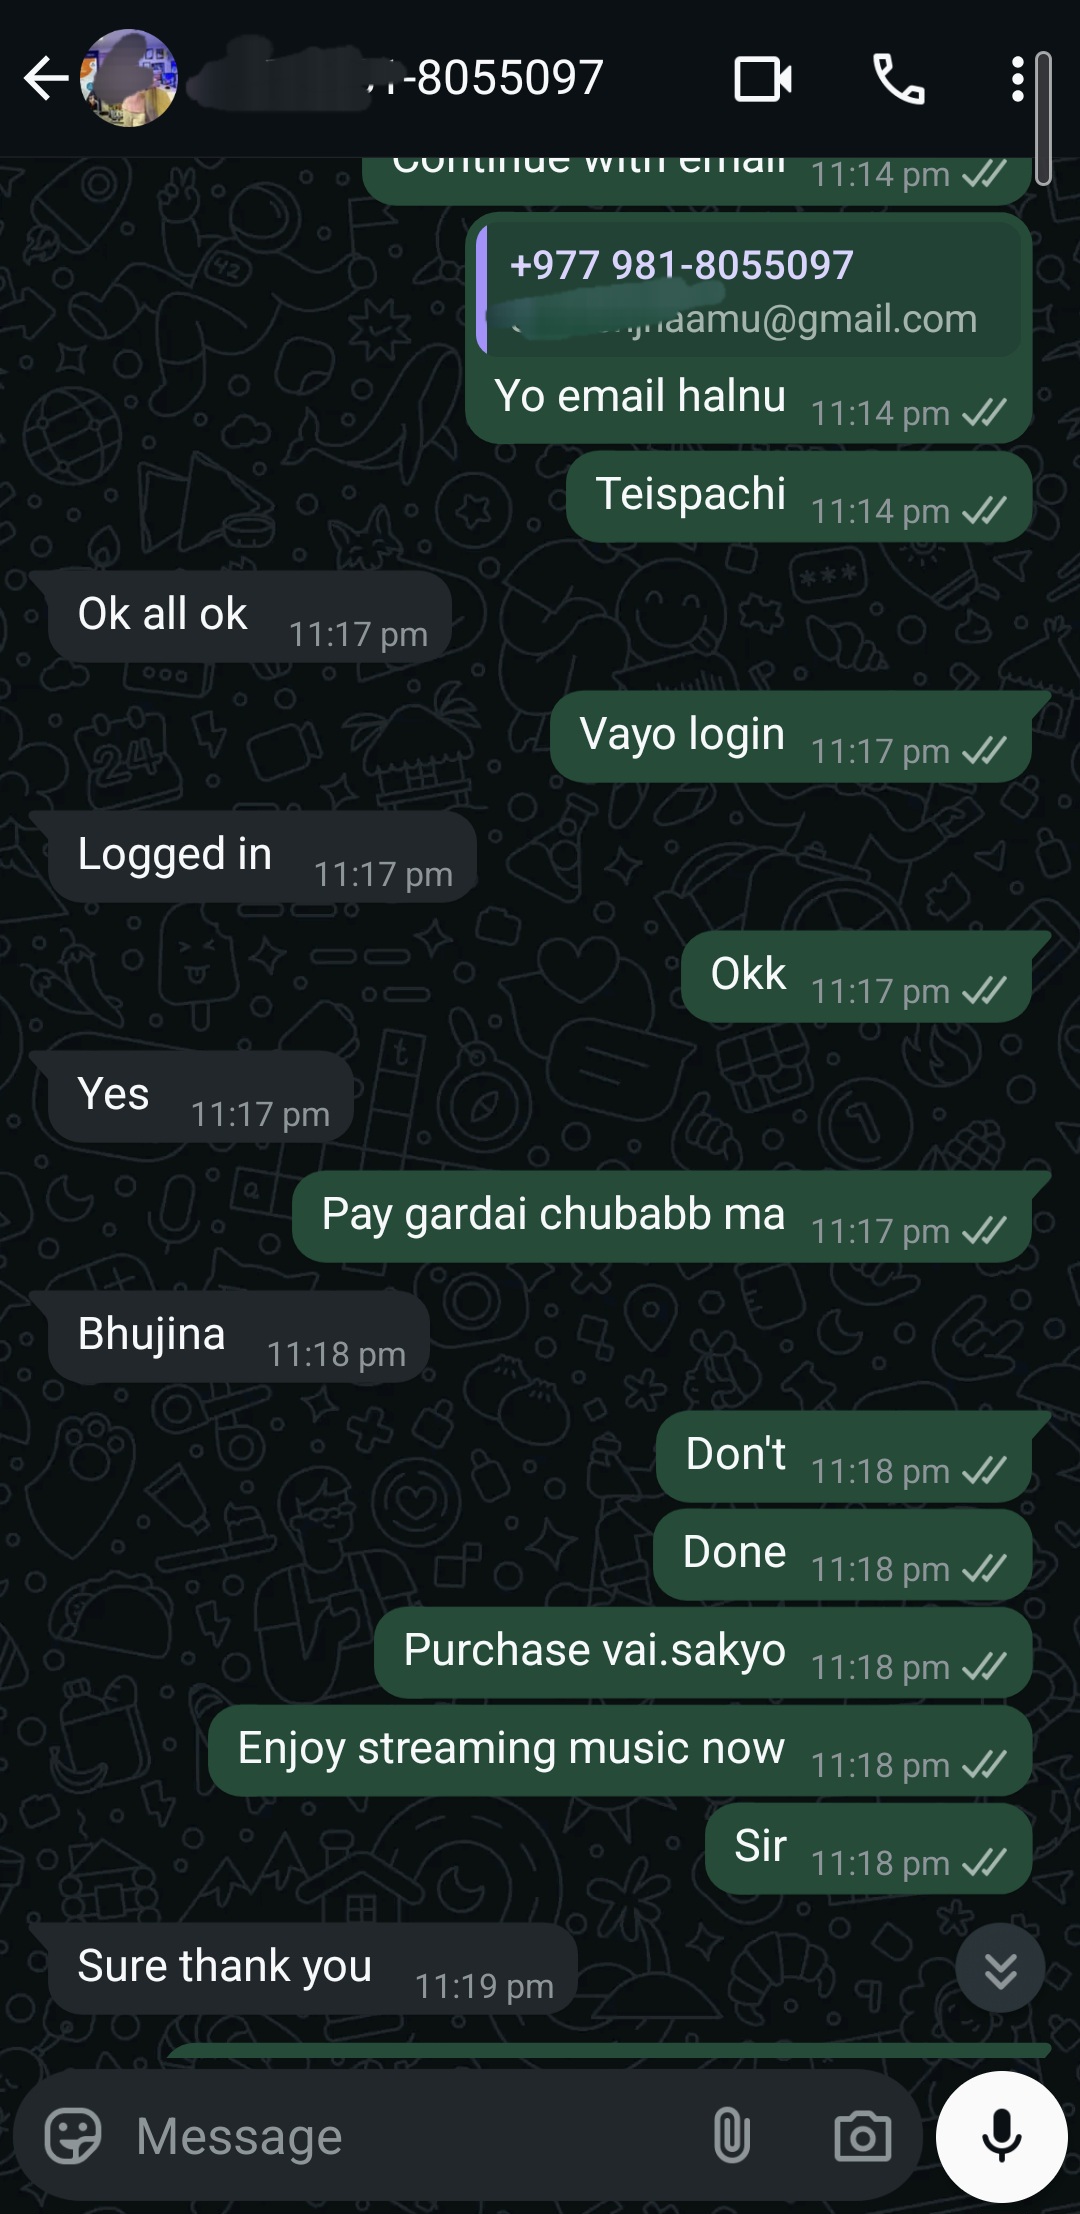 -8055097
Continue with email 11:14 pm
+977 981-8055097
aamu@gmail.com
Yo email halnu 11:14 pm
Teispachi 11:14 pm
Ok all ok 11:17 pm
Vayo login 11:17 pm
Logged in 11:17 pm
Okk 11:17 pm
Yes 11:17 pm
Pay gardai chubabb ma 11:17 pm
Bhujina 11:18 pm
Don't 11:18 pm
Done 11:18 pm
Purchase vai.sakyo 11:18 pm
Enjoy streaming music now 11:18 pm
Sir 11:18 pm
Sure thank you 11:19 pm
Message